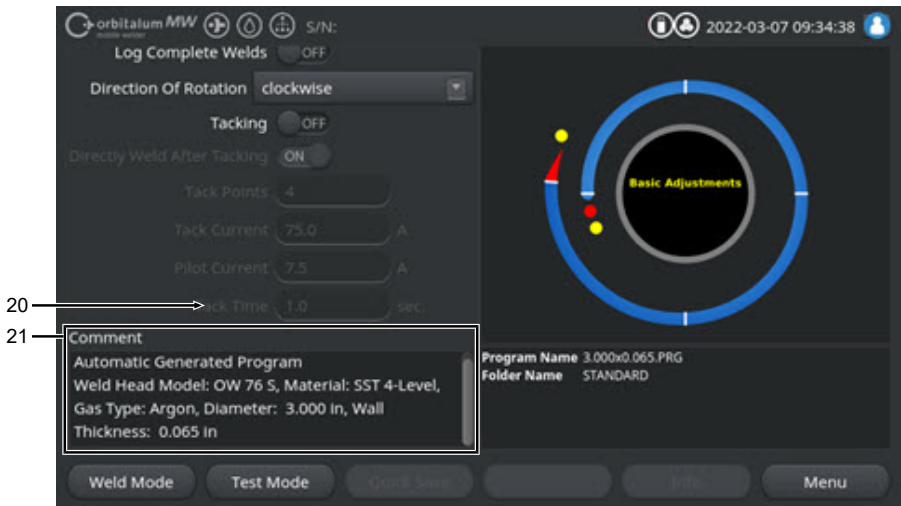 orbitalum MW S/N: 2022-03-07 09:34:38
mobile welder
Log Complete Welds OFF
Direction Of Rotation clockwise
Tacking OFF
Directly Weld After Tacking ON
Tack Points 4
Tack Current 75.0 A
Pilot Current 7.5 A
20
Tack Time 1.0 sec.
21
Comment
Automatic Generated Program
Weld Head Model: OW 76 S, Material: SST 4-Level,
Gas Type: Argon, Diameter: 3.000 in, Wall
Thickness: 0.065 in
Basic Adjustments
Program Name 3.000x0.065.PRG
Folder Name STANDARD
Weld Mode Test Mode Quick Save Info Menu